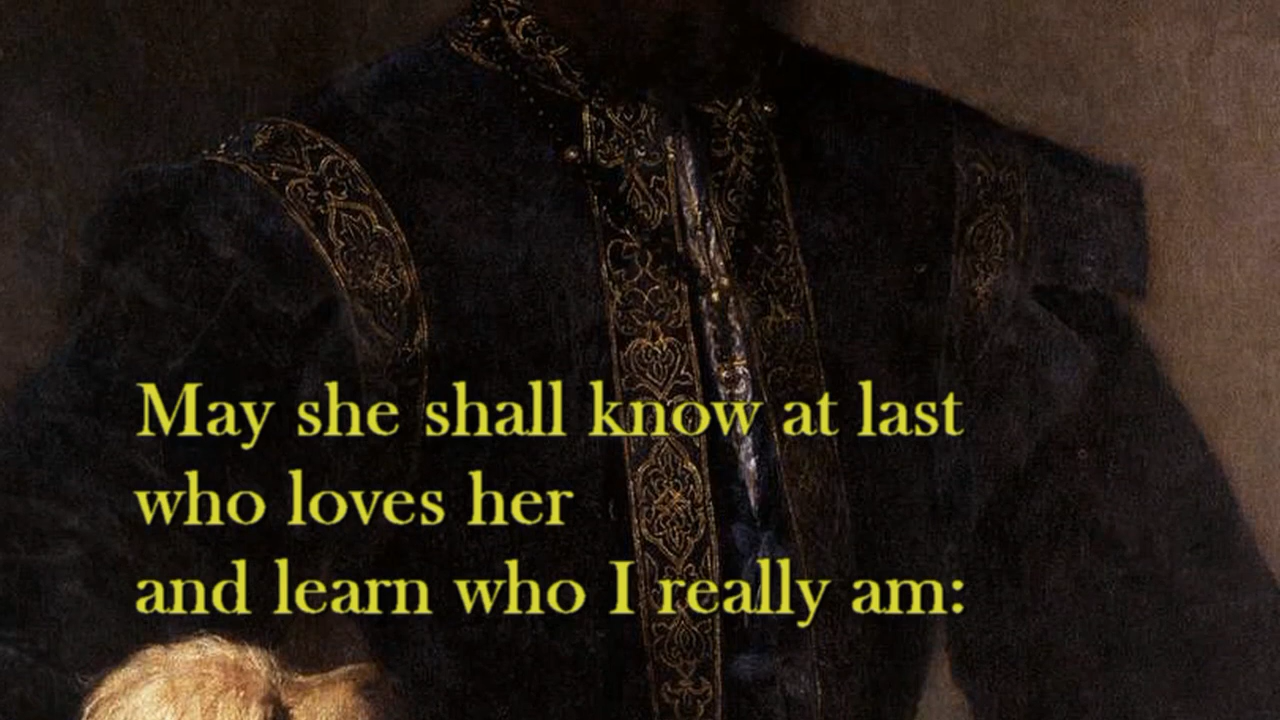 May she shall know at last
who loves her
and learn who I really am: